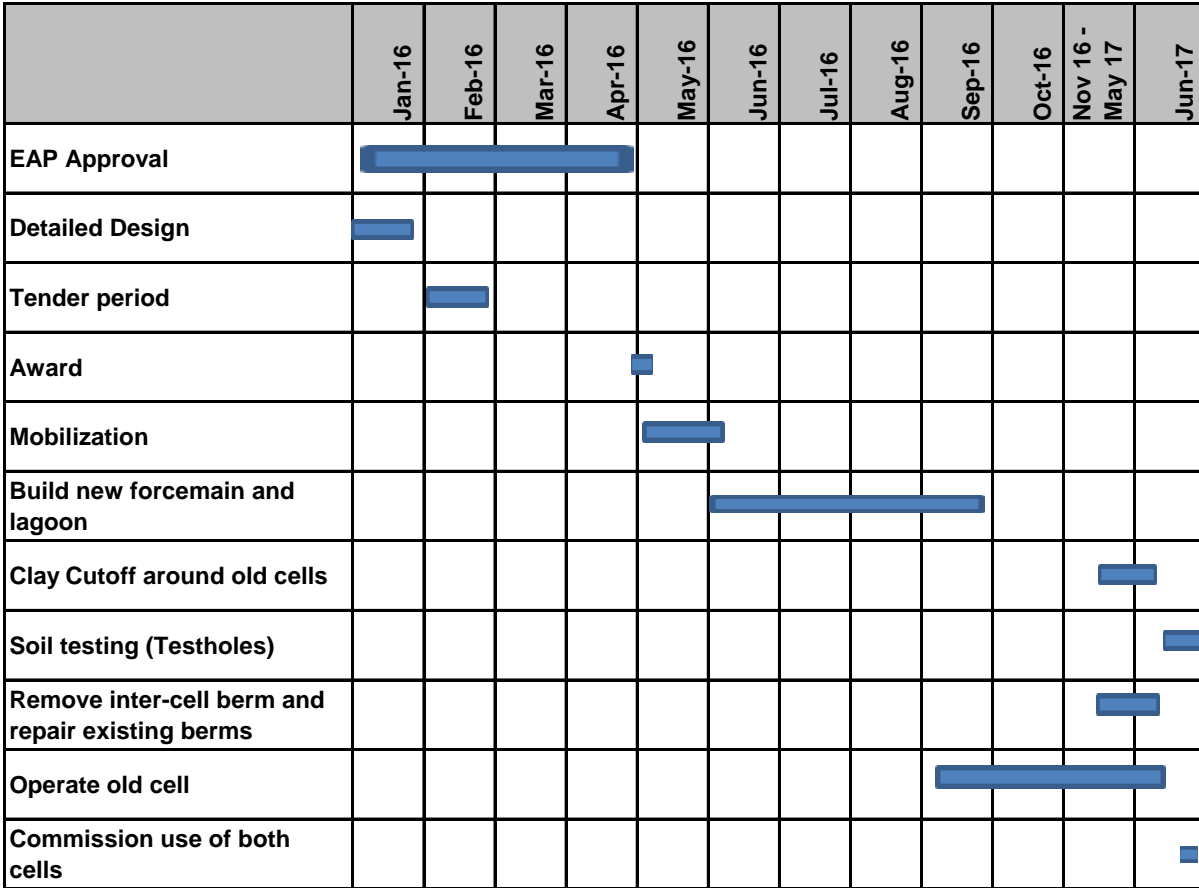 Jan-16
Feb-16
Mar-16
Apr-16
May-16
Jun-16
Jul-16
Aug-16
Sep-16
Oct-16
Nov 16 -
May 17
Jun-17
EAP Approval
Detailed Design
Tender period
Award
Mobilization
Build new forcemain and
lagoon
Clay Cutoff around old cells
Soil testing (Testholes)
Remove inter-cell berm and
repair existing berms
Operate old cell
Commission use of both
cells